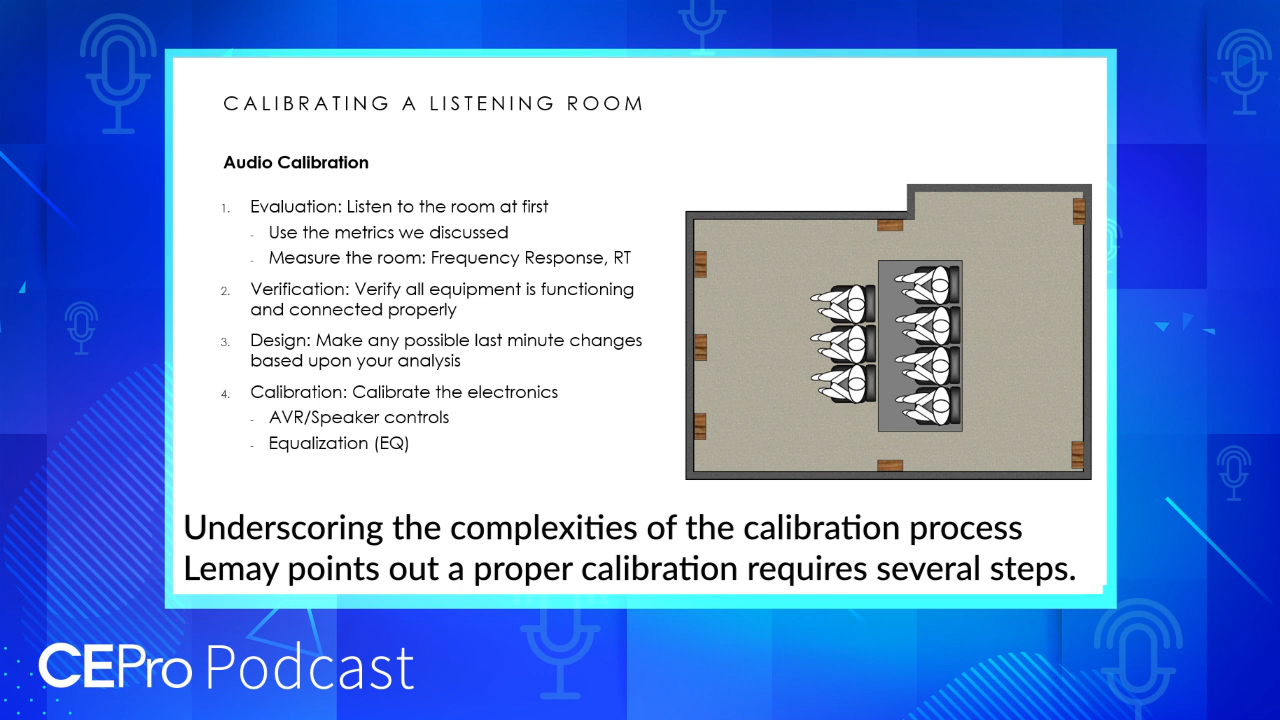 CALIBRATING A LISTENING ROOM
Audio Calibration
1. Evaluation: Listen to the room at first
- Use the metrics we discussed
- Measure the room: Frequency Response, RT
2. Verification: Verify all equipment is functioning
and connected properly
3. Design: Make any possible last minute changes
based upon your analysis
4. Calibration: Calibrate the electronics
- AVR/Speaker controls
- Equalization (EQ)
Underscoring the complexities of the calibration process
Lemay points out a proper calibration requires several steps.
CEPro Podcast